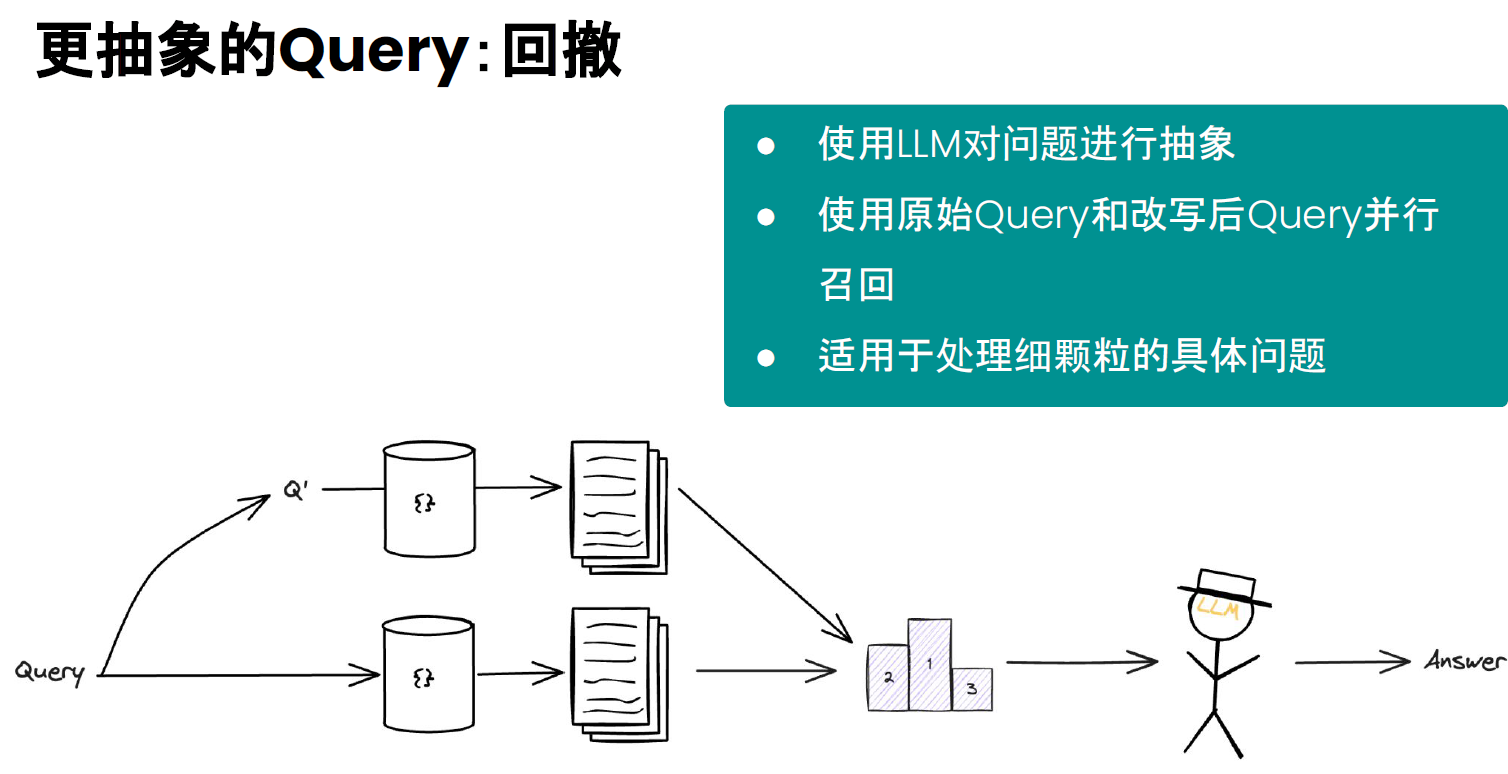 更抽象的Query：回撤
● 使用LLM对问题进行抽象
● 使用原始Query和改写后Query并行
召回
● 适用于处理细颗粒的具体问题
Q'
{}
Query
{}
2
1
3
LLM
Answer